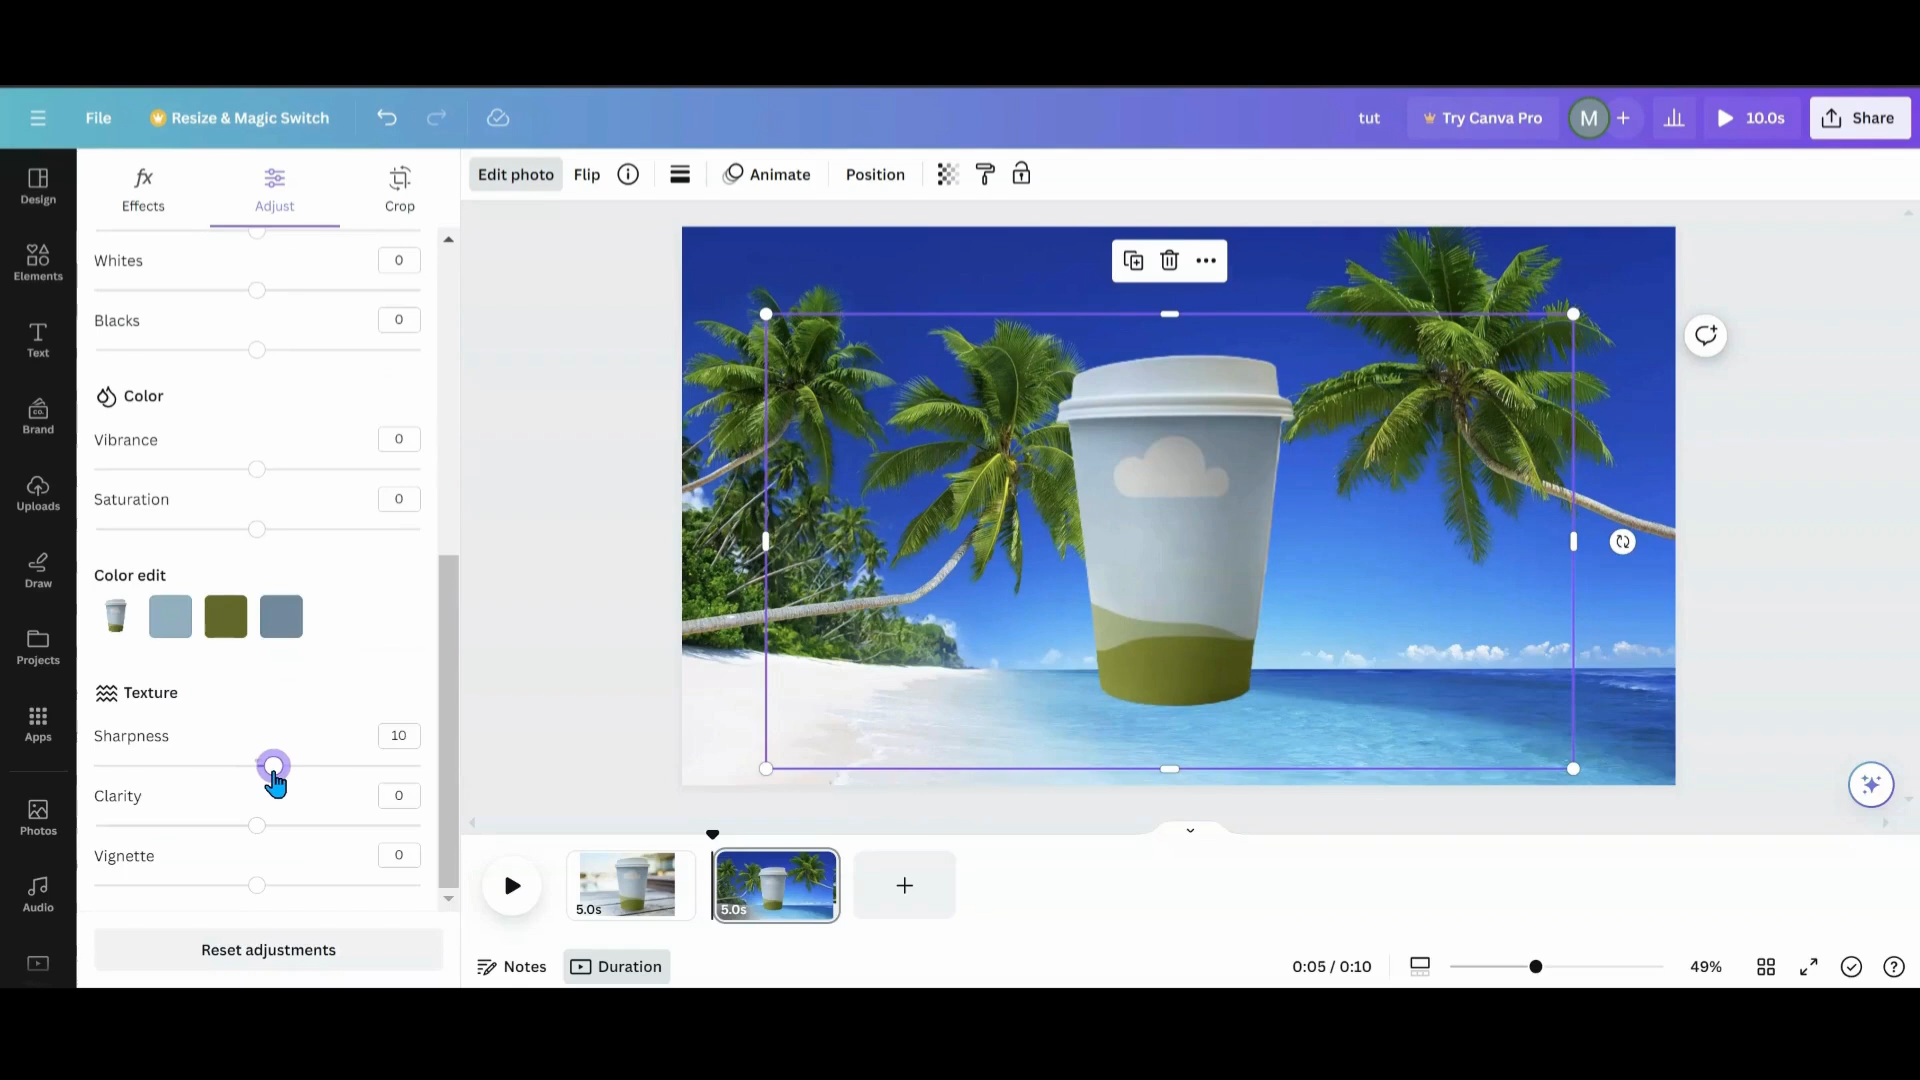 File
Resize & Magic Switch
tut
Try Canva Pro
M
10.0s
Share
Design
Elements
Text
CO.
Brand
Uploads
Draw
Projects
Apps
Photos
Audio
fx
Effects
Adjust
Crop
Edit photo
Flip
Animate
Position
Whites
0
Blacks
0
Color
Vibrance
0
Saturation
0
Color edit
Texture
Sharpness
10
Clarity
0
Vignette
0
Reset adjustments
5.0s
5.0s
Notes
Duration
0:05 / 0:10
49%